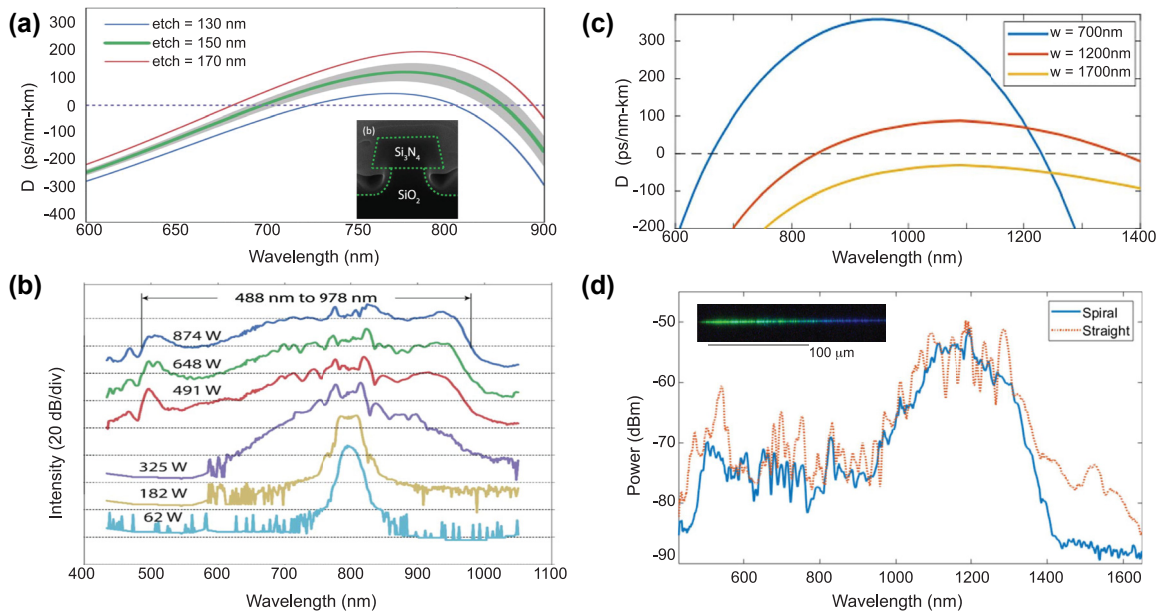 (a)
etch = 130 nm
etch = 150 nm
etch = 170 nm
300
200
100
0
-100
-200
-300
-400
D (ps/nm-km)
(b)
Si₃N₄
SiO₂
600
650
700
750
800
900
Wavelength (nm)
(c)
w = 700nm
w = 1200nm
w = 1700nm
300
200
100
0
-100
200
D (ps/nm-km)
600
800
1000
1200
1400
Wavelength (nm)
(b)
488 nm to 978 nm
874 W
648 W
491 W
325 W
182 W
62 W
Intensity (20 dB/div)
400
500
600
700
800
900
1000
1100
Wavelength (nm)
(d)
Spiral
Straight
100 μm
-50
-60
-70
-80
-90
Power (dBm)
600
800
1000
1200
1400
1600
Wavelength (nm)